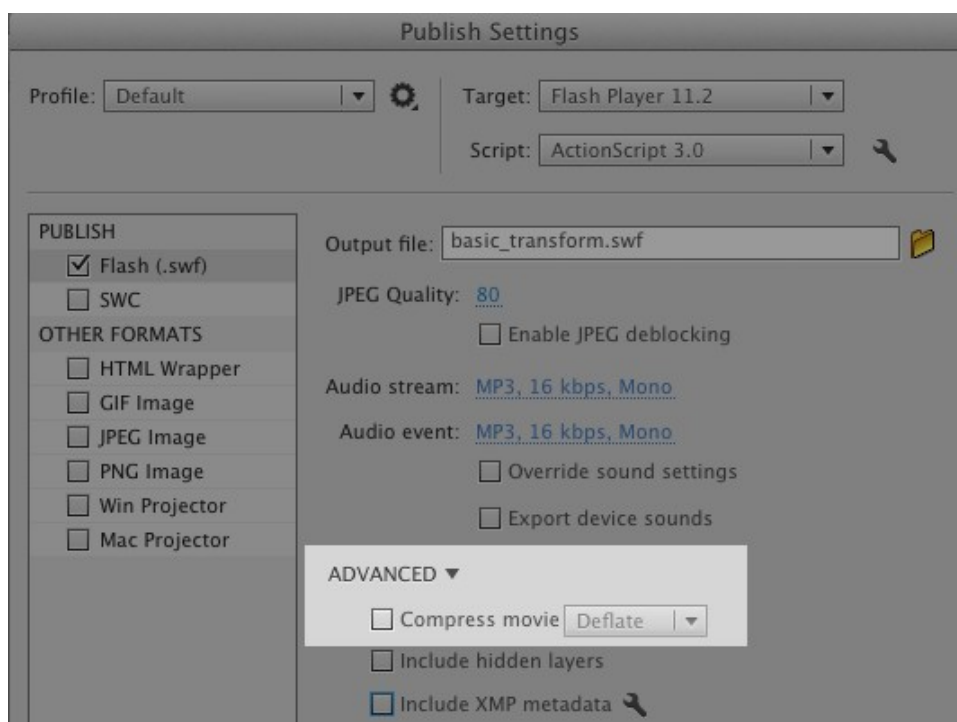 Publish Settings
Profile: Default
Target: Flash Player 11.2
Script: ActionScript 3.0
PUBLISH
Flash (.swf)
SWC
OTHER FORMATS
HTML Wrapper
GIF Image
JPEG Image
PNG Image
Win Projector
Mac Projector
Output file: basic_transform.swf
JPEG Quality: 80
Enable JPEG deblocking
Audio stream: MP3, 16 kbps, Mono
Audio event: MP3, 16 kbps, Mono
Override sound settings
Export device sounds
ADVANCED
Compress movie Deflate
Include hidden layers
Include XMP metadata